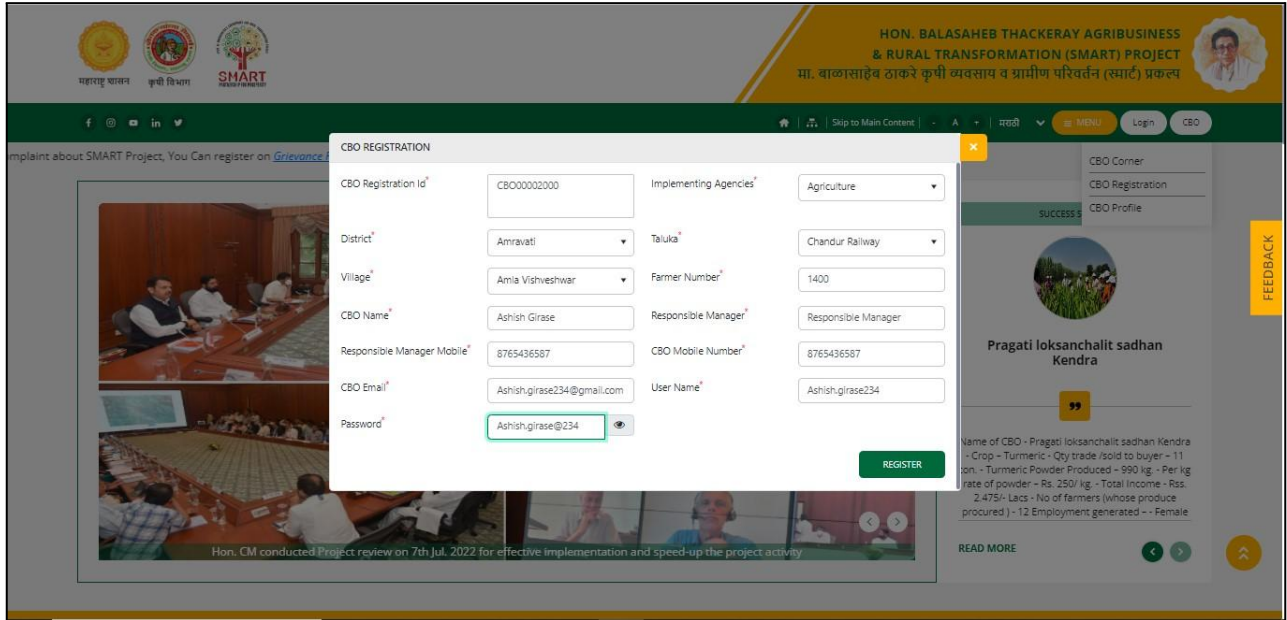 HON. BALASAHEB THACKERAY AGRIBUSINESS
& RURAL TRANSFORMATION (SMART) PROJECT
मा. बाळासाहेब ठाकरे कृषी व्यवसाय व ग्रामीण परिवर्तन (स्मार्ट) प्रकल्प
महाराष्ट्र शासन
कृषी विभाग
SMART
Skip to Main Content
- A +
मराठी
MENU
Login
CBO
mplaint about SMART Project, You Can register on Grievance
CBO Corner
CBO Registration
CBO Profile
CBO REGISTRATION
×
CBO Registration Id* CBO00002000 Implementing Agencies* Agriculture
District* Amravati Taluka* Chandur Railway
Village* Amla Vishveshwar Farmer Number* 1400
CBO Name* Ashish Girase Responsible Manager* Responsible Manager
Responsible Manager Mobile* 8765436587 CBO Mobile Number* 8765436587
CBO Email* Ashish.girase234@gmail.com User Name* Ashish.girase234
Password* Ashish.girase@234
REGISTER
SUCCESS
Pragati loksanchalit sadhan
Kendra
Name of CBO - Pragati loksanchalit sadhan Kendra
- Crop – Turmeric - Qty trade /sold to buyer – 11
ton. - Turmeric Powder Produced – 990 kg. - Per kg
rate of powder – Rs. 250/ kg. - Total Income - Rss.
2.475/- Lacs - No of farmers (whose produce
procured ) - 12 Employment generated – - Female
READ MORE
FEEDBACK
Hon. CM conducted Project review on 7th Jul. 2022 for effective implementation and speed-up the project activity